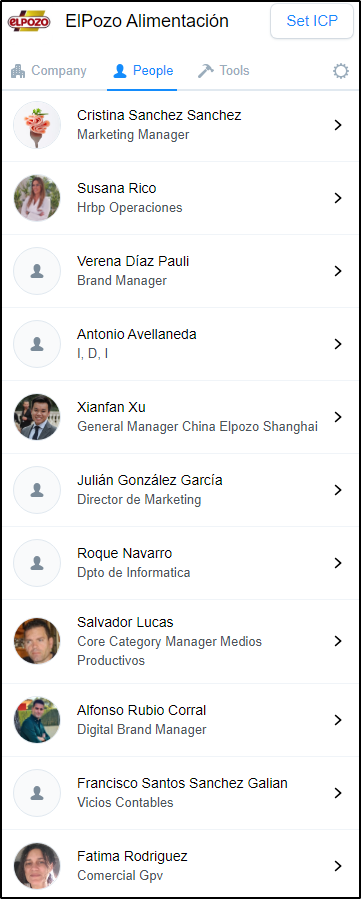 ELPOZO
ElPozo Alimentación
Set ICP
Company
People
Tools
Cristina Sanchez Sanchez
Marketing Manager
Susana Rico
Hrbp Operaciones
Verena Díaz Pauli
Brand Manager
Antonio Avellaneda
I, D, I
Xianfan Xu
General Manager China Elpozo Shanghai
Julián González García
Director de Marketing
Roque Navarro
Dpto de Informatica
Salvador Lucas
Core Category Manager Medios
Productivos
Alfonso Rubio Corral
Digital Brand Manager
Francisco Santos Sanchez Galian
Vicios Contables
Fatima Rodriguez
Comercial Gpv